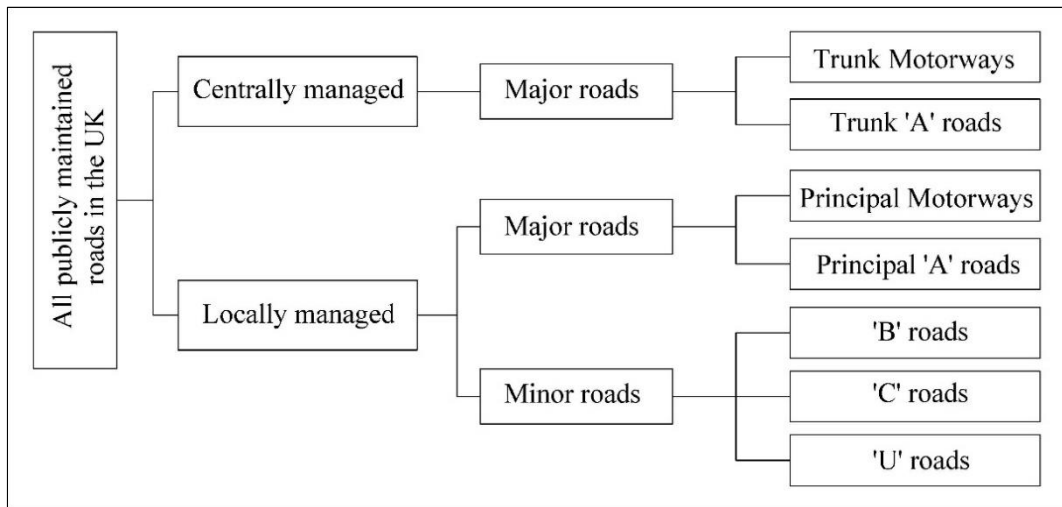 All publicly maintained
roads in the UK
Centrally managed
Major roads
Trunk Motorways
Trunk 'A' roads
Locally managed
Major roads
Principal Motorways
Principal 'A' roads
Minor roads
'B' roads
'C' roads
'U' roads